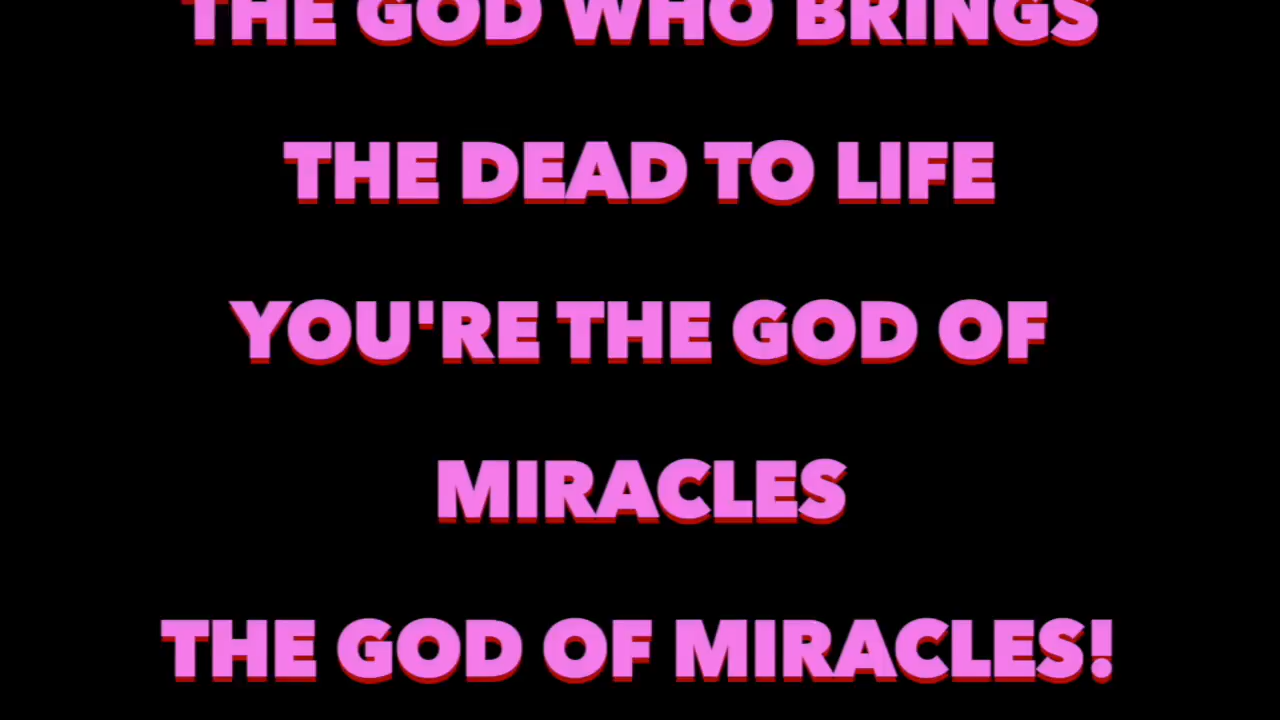 THE GOD WHO BRINGS
THE DEAD TO LIFE
YOU'RE THE GOD OF
MIRACLES
THE GOD OF MIRACLES!